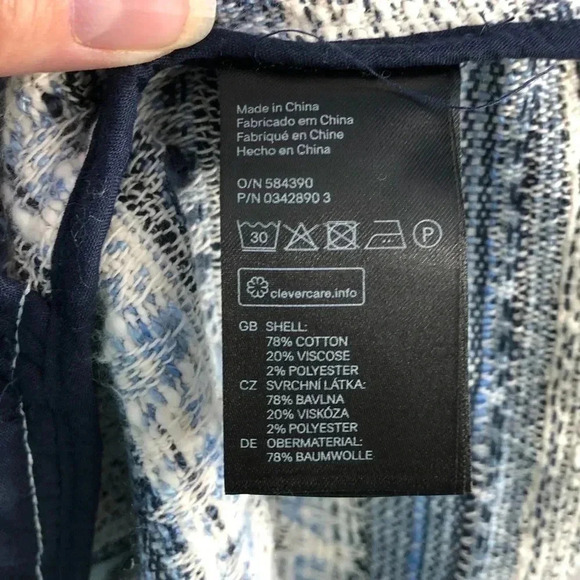 Made in China
Fabricado em China
Fabriqué en Chine
Hecho en China
O/N 584390
P/N 0342890 3
30 P
clevercare.info
GB SHELL:
78% COTTON
20% VISCOSE
2% POLYESTER
CZ SVRCHNÍ LÁTKA:
78% BAVLNA
20% VISKÓZA
2% POLYESTER
DE OBERMATERIAL:
78% BAUMWOLLE